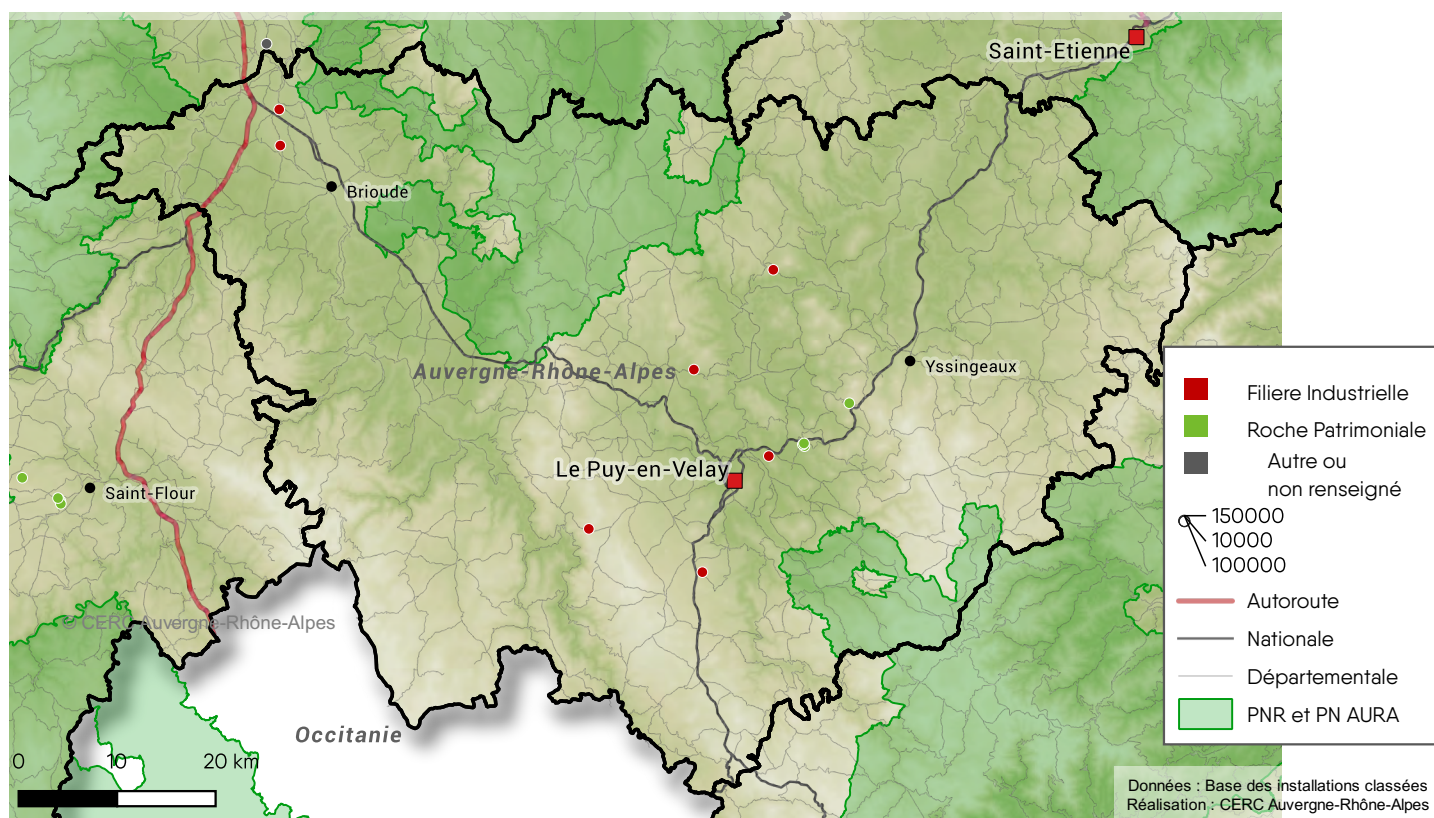 Saint-Etienne
Brioude
Auvergne-Rhône-Alpes
Yssingeaux
Le Puy-en-Velay
Saint-Flour
© CERC Auvergne-Rhône-Alpes
Occitanie
0 10 20 km
Filiere Industrielle
Roche Patrimoniale
Autre ou
non renseigné
150000
10000
100000
Autoroute
Nationale
Départementale
PNR et PN AURA
Données : Base des installations classées
Réalisation : CERC Auvergne-Rhône-Alpes